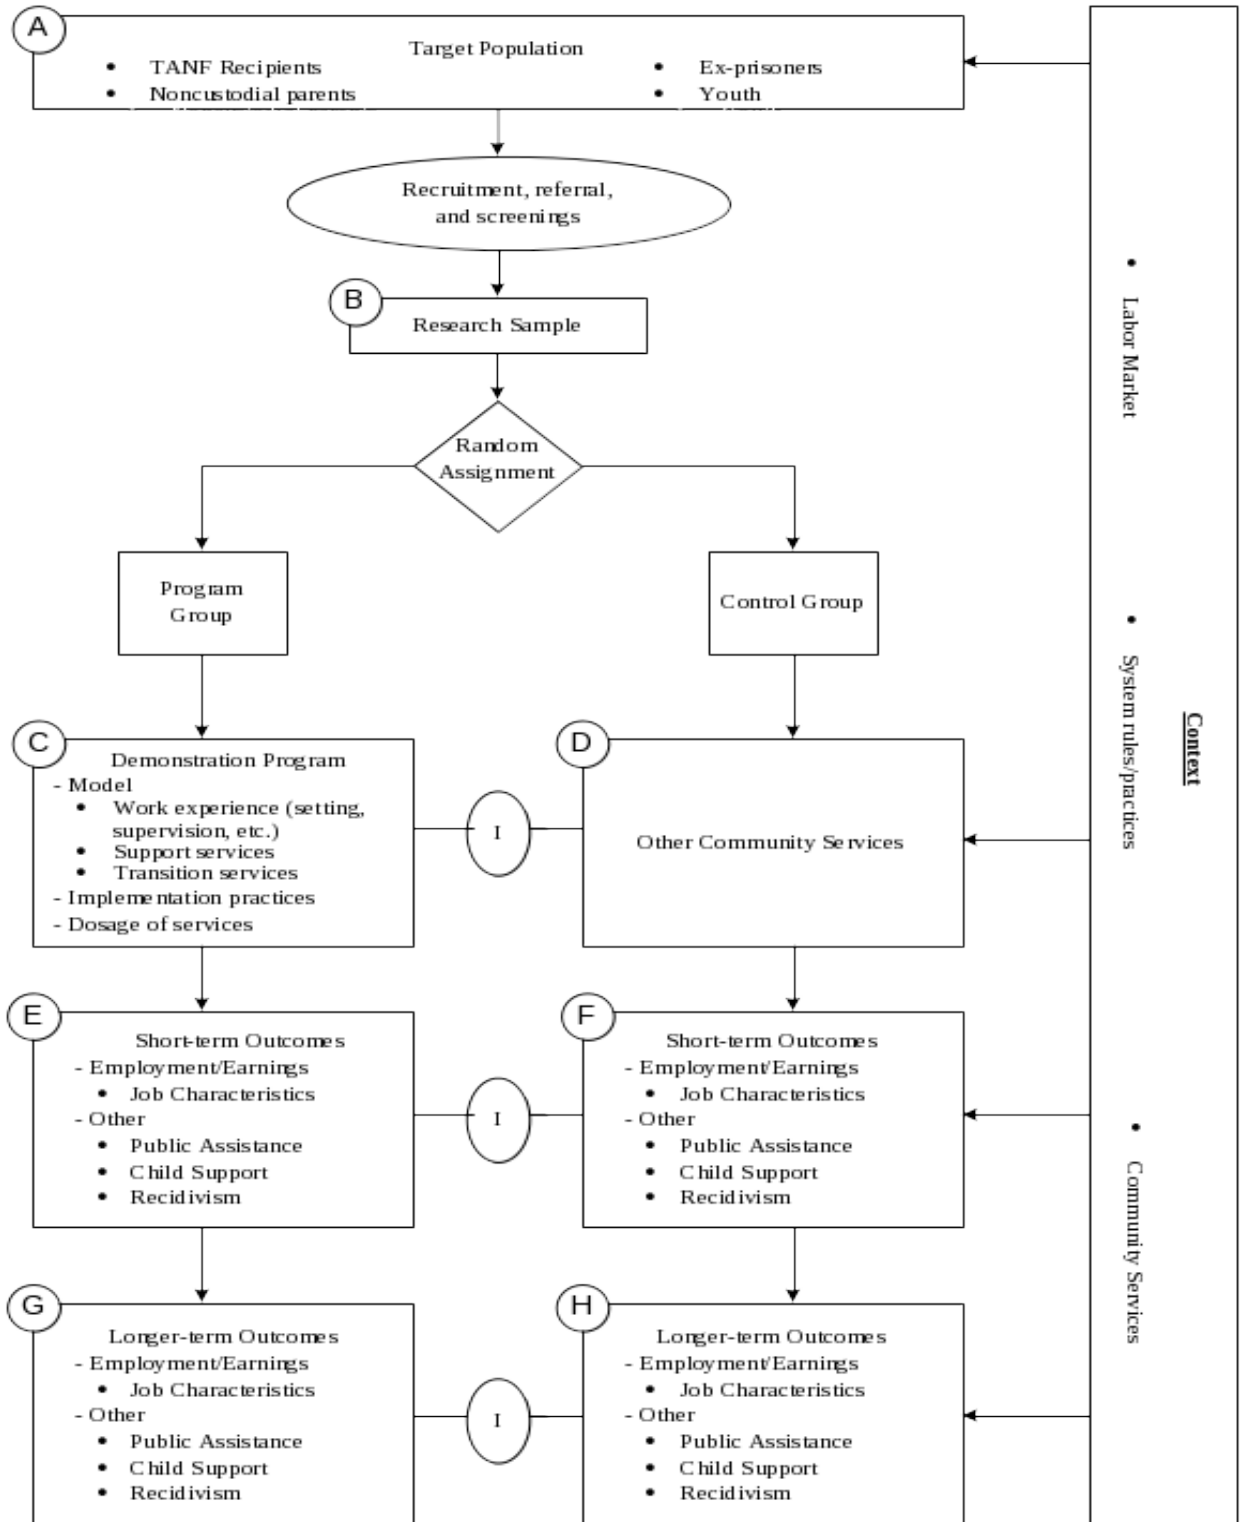 A
Target Population
• TANF Recipients
• Noncustodial parents
• Ex-prisoners
• Youth
Recruitment, referral,
and screenings
B
Research Sample
Random
Assignment
Program
Group
Control Group
C
Demonstration Program
- Model
• Work experience (setting,
supervision, etc.)
• Support services
• Transition services
- Implementation practices
- Dosage of services
I
D
Other Community Services
E
Short-term Outcomes
- Employment/Earnings
• Job Characteristics
- Other
• Public Assistance
• Child Support
• Recidivism
I
F
Short-term Outcomes
- Employment/Earnings
• Job Characteristics
- Other
• Public Assistance
• Child Support
• Recidivism
G
Longer-term Outcomes
- Employment/Earnings
• Job Characteristics
- Other
• Public Assistance
• Child Support
• Recidivism
I
H
Longer-term Outcomes
- Employment/Earnings
• Job Characteristics
- Other
• Public Assistance
• Child Support
• Recidivism
Context
• Labor Market
• System rules/practices
• Community Services